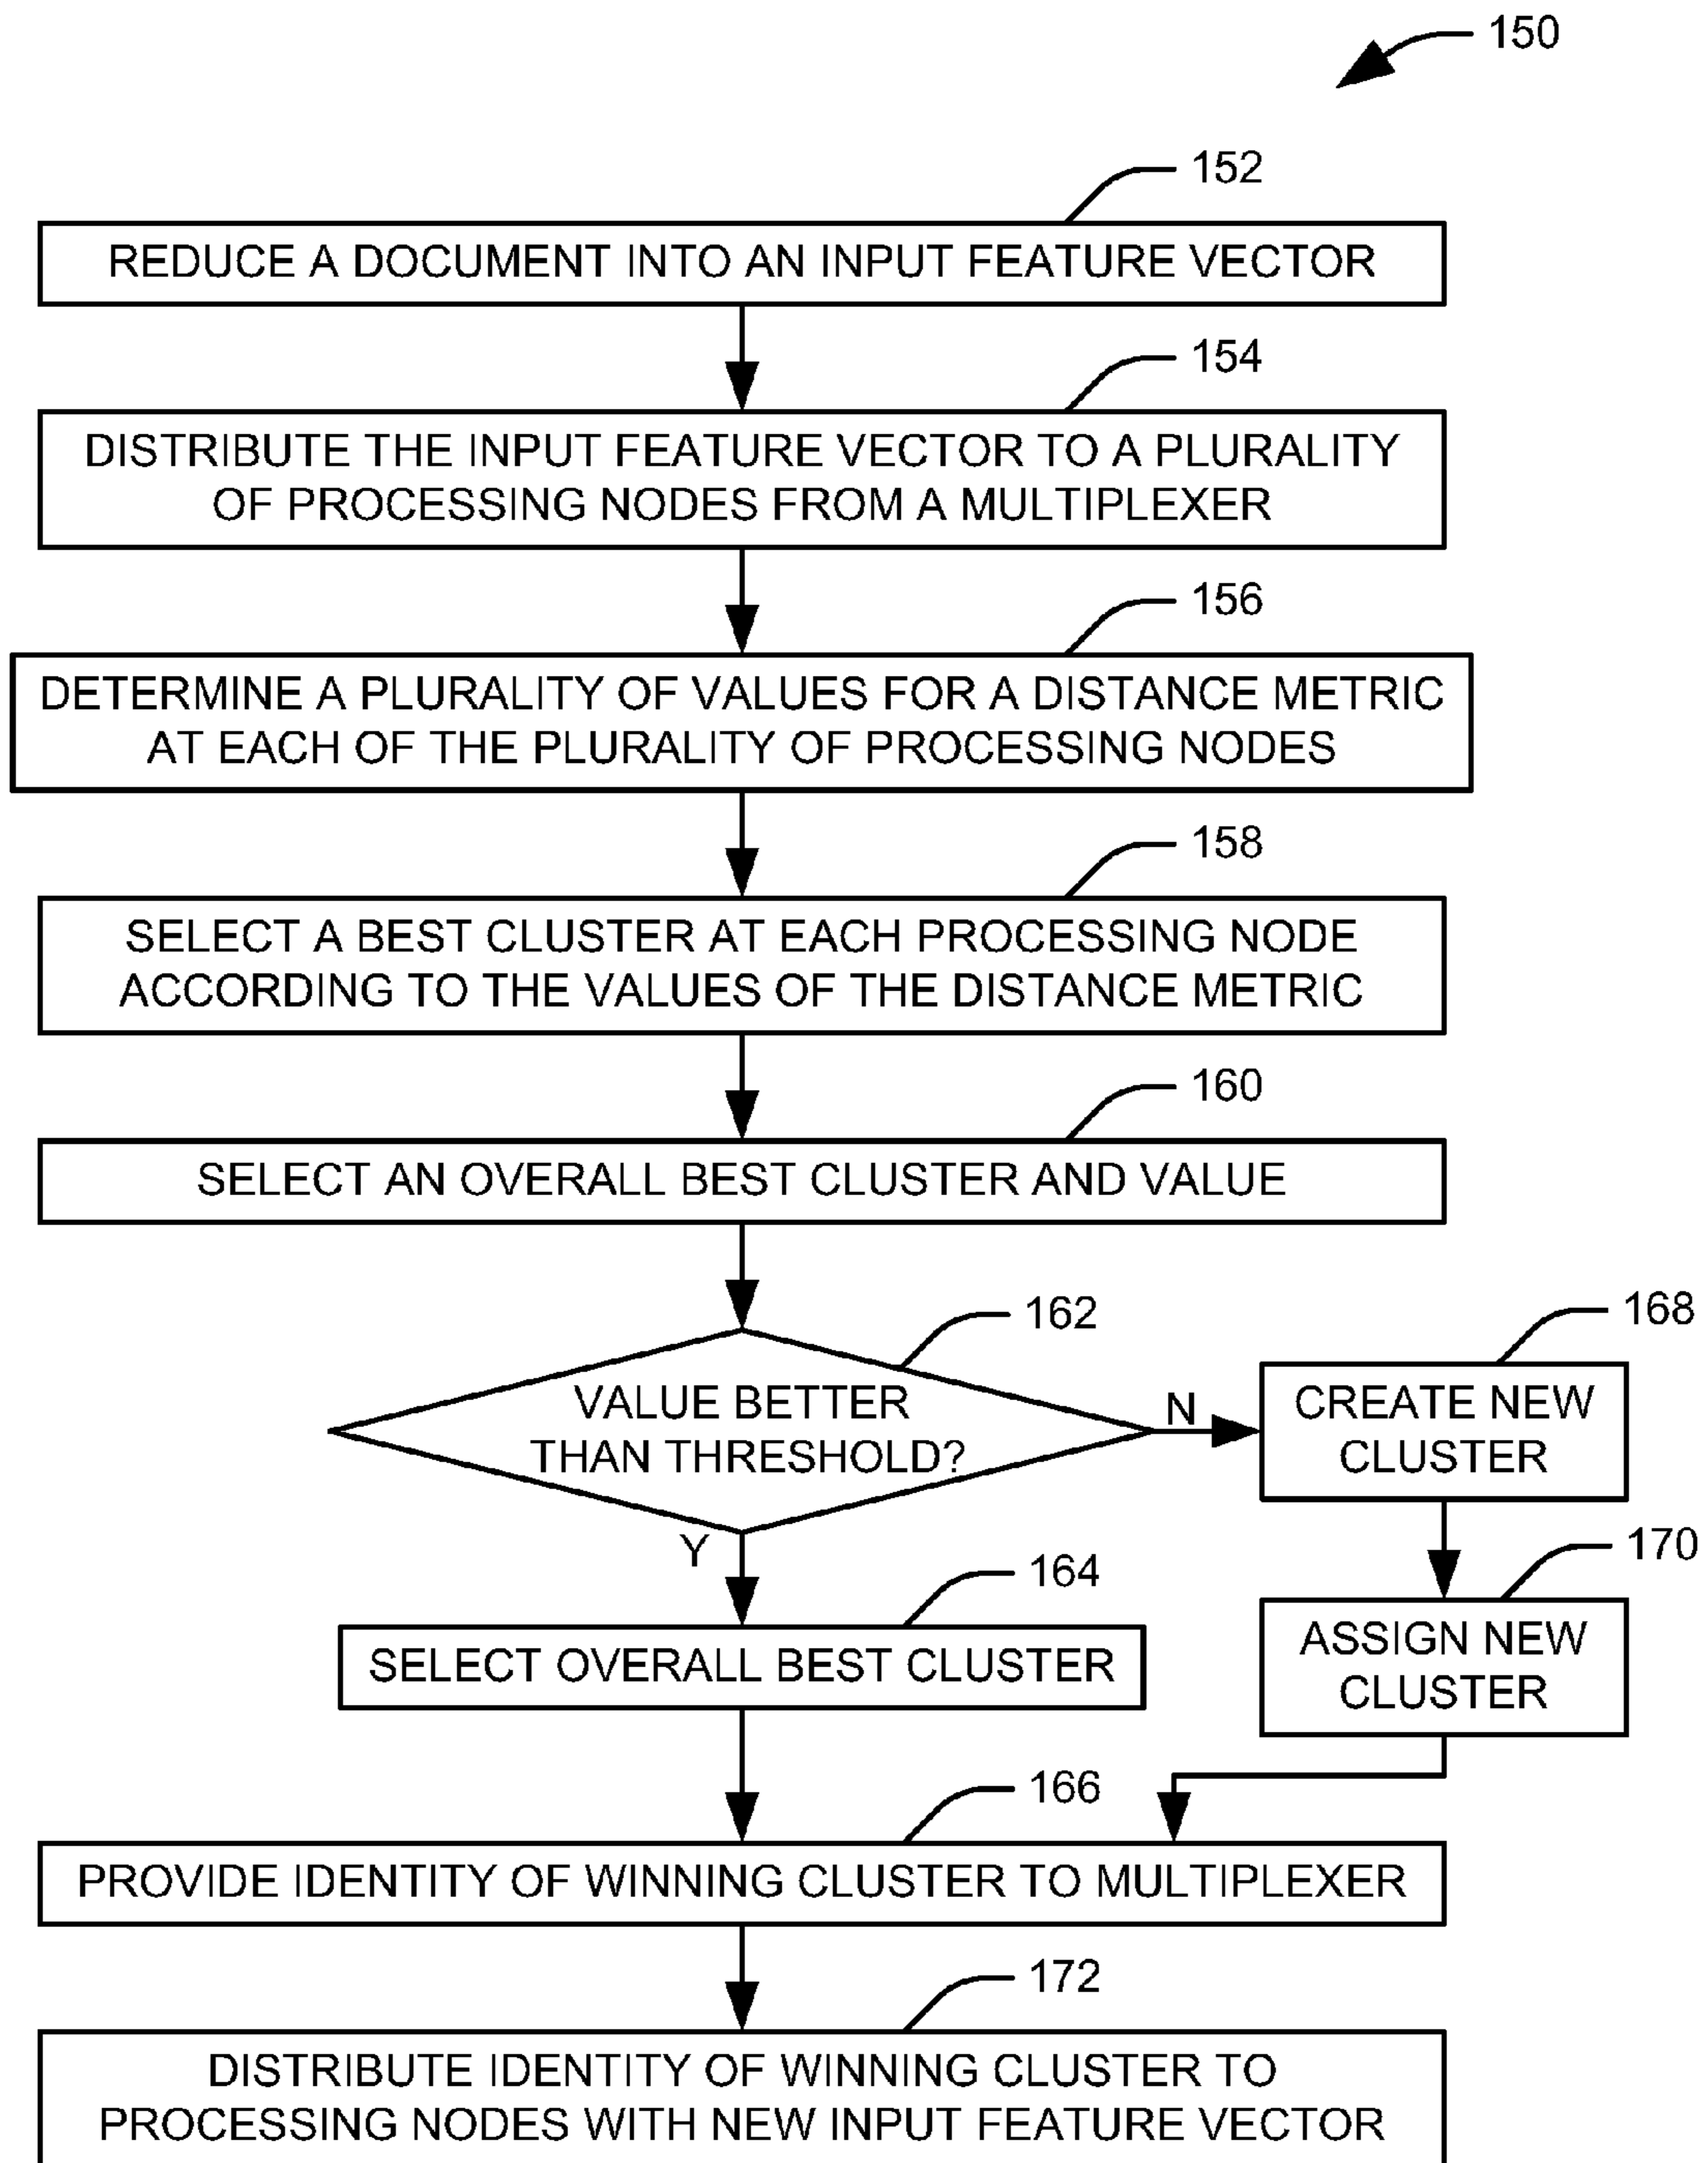 150
152
REDUCE A DOCUMENT INTO AN INPUT FEATURE VECTOR
154
DISTRIBUTE THE INPUT FEATURE VECTOR TO A PLURALITY
OF PROCESSING NODES FROM A MULTIPLEXER
156
DETERMINE A PLURALITY OF VALUES FOR A DISTANCE METRIC
AT EACH OF THE PLURALITY OF PROCESSING NODES
158
SELECT A BEST CLUSTER AT EACH PROCESSING NODE
ACCORDING TO THE VALUES OF THE DISTANCE METRIC
160
SELECT AN OVERALL BEST CLUSTER AND VALUE
162
VALUE BETTER
THAN THRESHOLD?
N
168
CREATE NEW
CLUSTER
Y
170
ASSIGN NEW
CLUSTER
164
SELECT OVERALL BEST CLUSTER
166
PROVIDE IDENTITY OF WINNING CLUSTER TO MULTIPLEXER
172
DISTRIBUTE IDENTITY OF WINNING CLUSTER TO
PROCESSING NODES WITH NEW INPUT FEATURE VECTOR